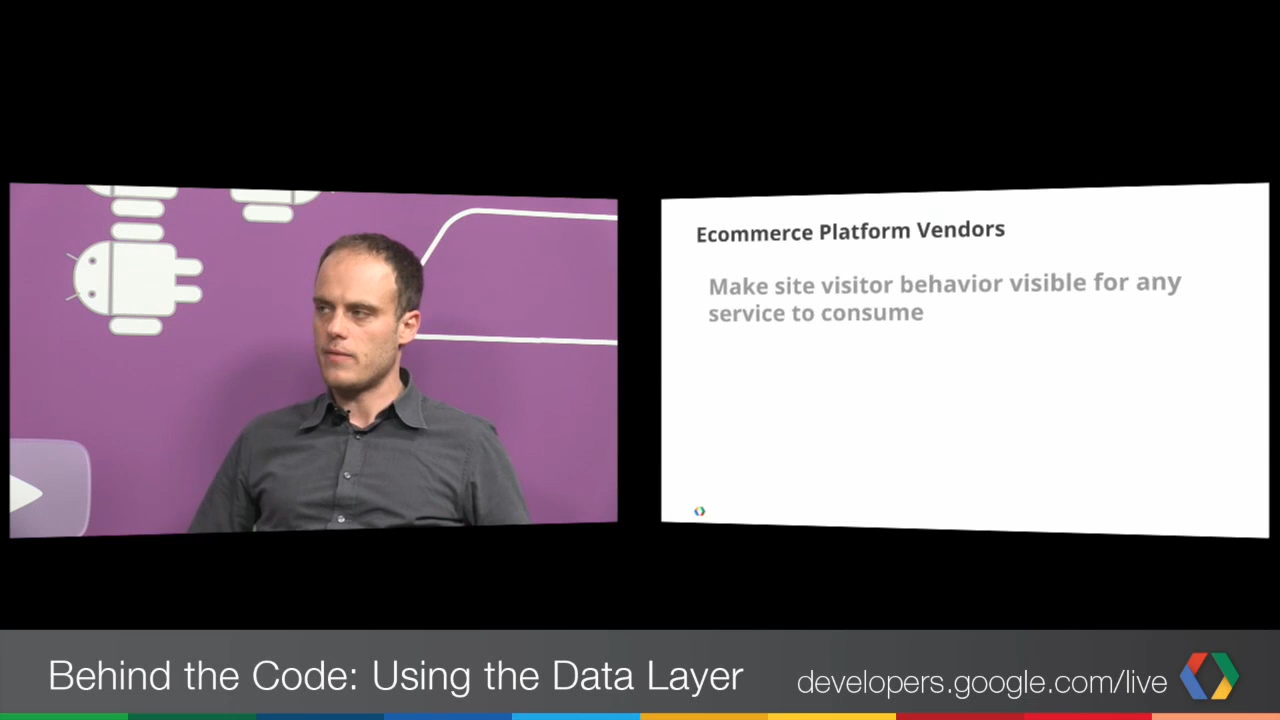 Ecommerce Platform Vendors
Make site visitor behavior visible for any
service to consume
Behind the Code: Using the Data Layer
developers.google.com/live